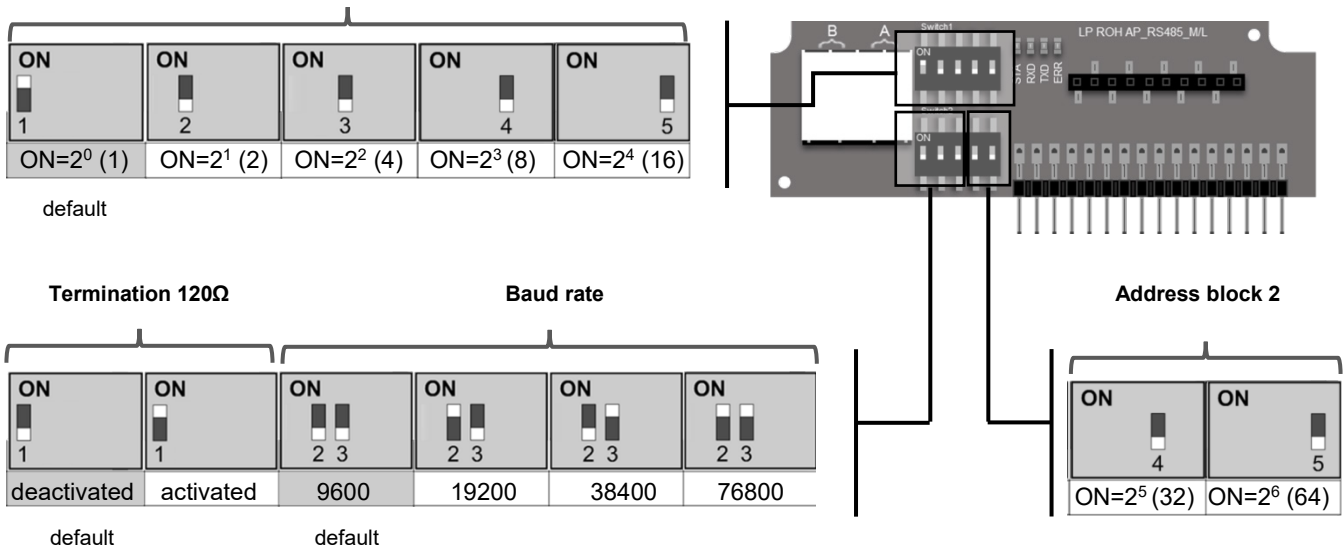 ON ON ON ON ON
1 2 3 4 5
ON=2⁰ (1) ON=2¹ (2) ON=2² (4) ON=2³ (8) ON=2⁴ (16)
default
B A Switch1 LP ROH AP_RS485_M/L
ON
STA RXD TXD ERR
ON
Termination 120Ω Baud rate Address block 2
ON ON ON ON ON ON
1 1 2 3 2 3 2 3 2 3
deactivated activated 9600 19200 38400 76800
default default
ON ON
4 5
ON=2⁵ (32) ON=2⁶ (64)